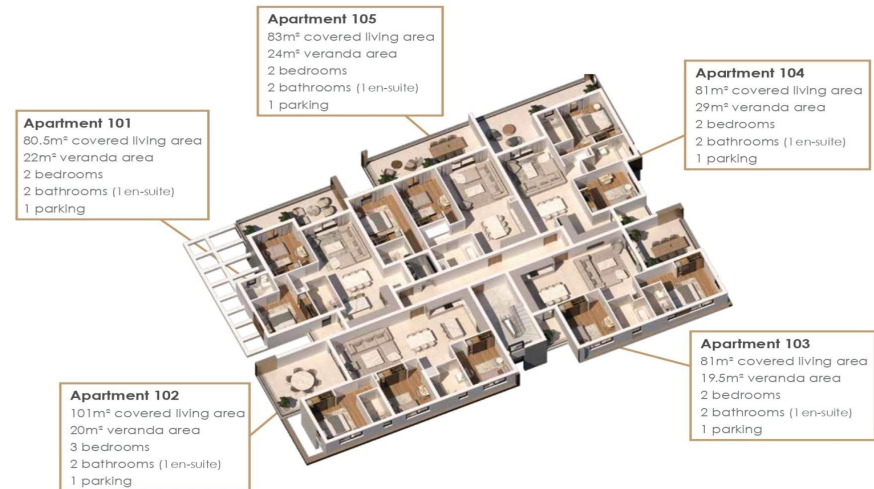 Apartment 105
83m² covered living area
24m² veranda area
2 bedrooms
2 bathrooms (1en-suite)
1 parking
Apartment 104
81m² covered living area
29m² veranda area
2 bedrooms
2 bathrooms (1en-suite)
1 parking
Apartment 101
80.5m² covered living area
22m² veranda area
2 bedrooms
2 bathrooms (1en-suite)
1 parking
Apartment 103
81m² covered living area
19.5m² veranda area
2 bedrooms
2 bathrooms (1en-suite)
1 parking
Apartment 102
101m² covered living area
20m² veranda area
3 bedrooms
2 bathrooms (1en-suite)
1 parking